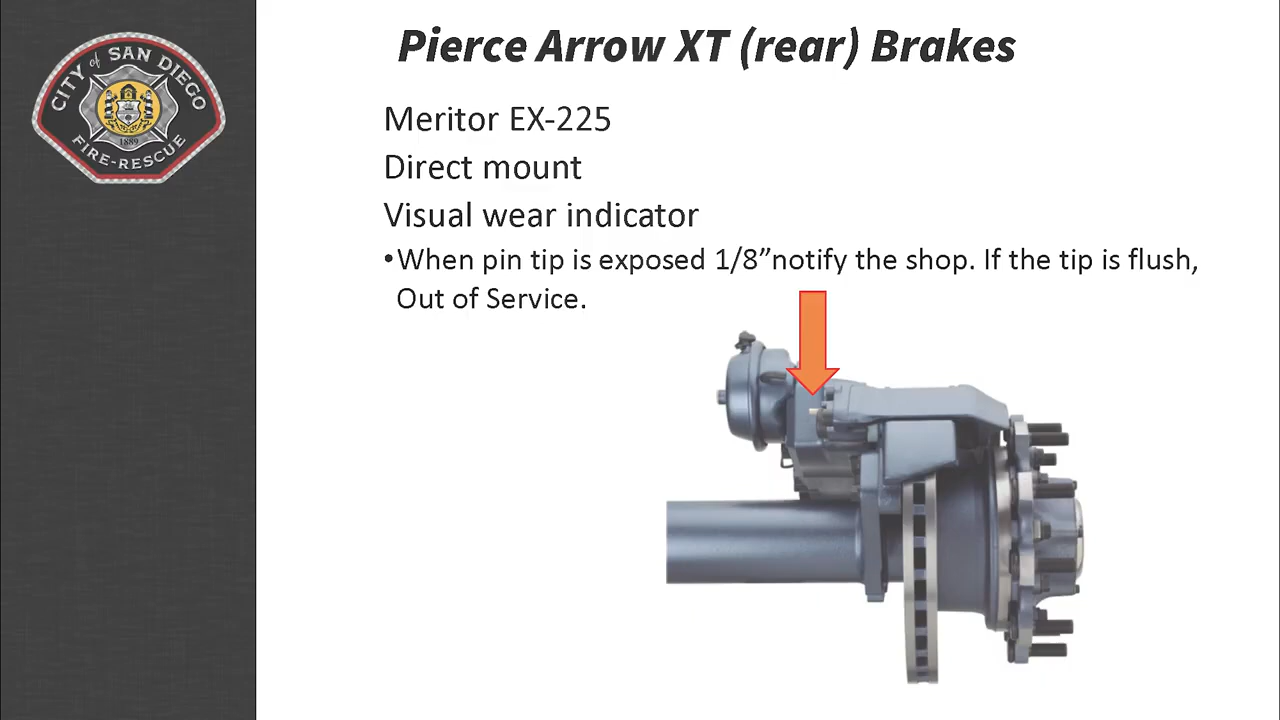 CITY of SAN DIEGO
1889
FIRE-RESCUE
Pierce Arrow XT (rear) Brakes
Meritor EX-225
Direct mount
Visual wear indicator
•When pin tip is exposed 1/8”notify the shop. If the tip is flush,
Out of Service.